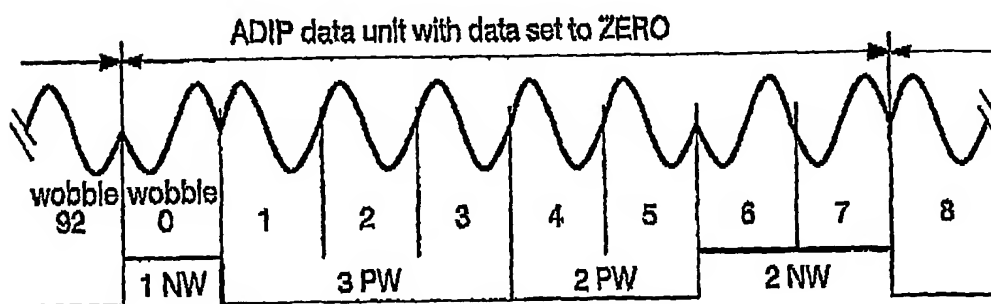 ADIP data unit with data set to ZERO
wobble wobble
92 0 1 2 3 4 5 6 7 8
1 NW 3 PW 2 PW 2 NW